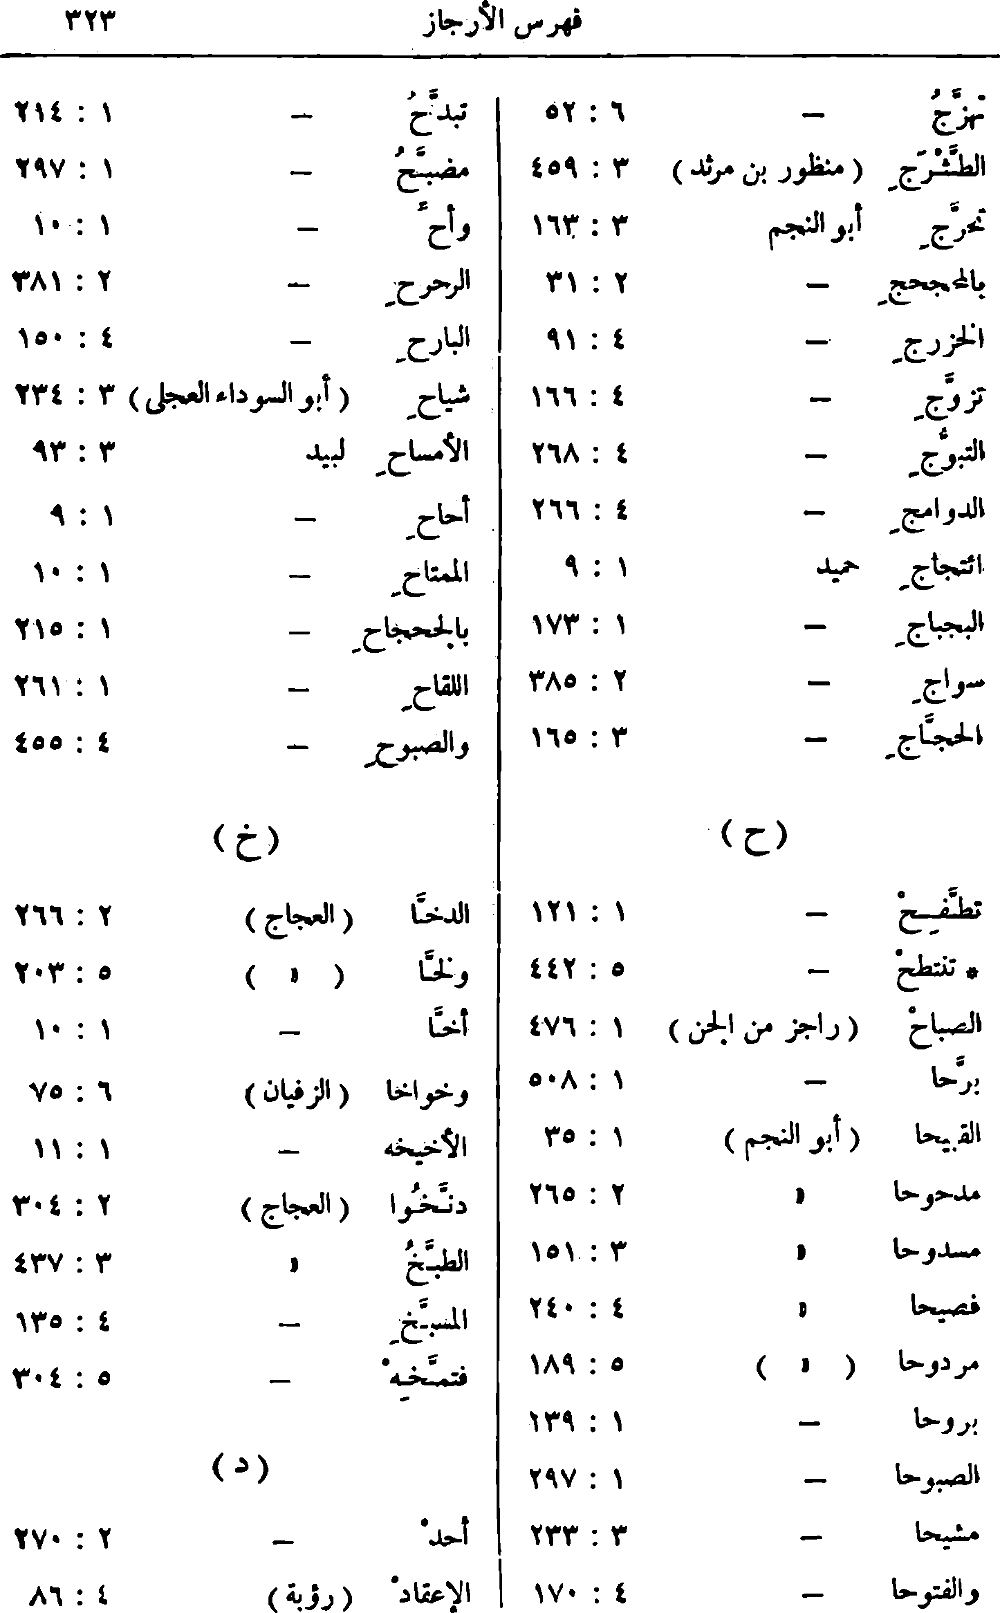 فهرس الأرجاز ٣٢٣
تهزَّجُ – ٦ : ٥٢
الطَّثْرَجِ (منظور بن مرثد) ٣ : ٤٥٩
تحرَّجِ أبو النجم ٣ : ١٦٣
– ٢ : ٣١
الخزرجِ – ٤ : ٩١
تزوَّجِ – ٤ : ١٦٦
التبوُّجِ – ٤ : ٢٦٨
الدوامجِ – ٤ : ٢٦٦
ائتجاجِ حميد ١ : ٩
البجباجِ – ١ : ١٧٣
سواجِ – ٢ : ٣٨٥
الحجَّاجِ – ٣ : ١٦٥
(ح)
تطَّفِحْ – ١ : ١٢١
* تنتطحْ – ٥ : ٤٤٢
الصباحْ (راجز من الجن) ١ : ٤٧٦
برَّحا – ١ : ٥٠٨
القبيحا (أبو النجم) ١ : ٣٥
مدحوحا » ٢ : ٢٦٥
مسدوحا » ٣ : ١٥١
فصيحا » ٤ : ٢٤٠
مردوحا ( » ) ٥ : ١٨٩
بروحا – ١ : ١٣٩
الصبوحا – ١ : ٢٩٧
مشيحا – ٣ : ٢٣٣
والفتوحا – ٤ : ١٧٠
تبدَّحُ – ١ : ٢١٤
مضبَّحُ – ١ : ٢٩٧
وأحَّ – ١ : ١٠
الرحرحِ – ٢ : ٣٨١
البارحِ – ٤ : ١٥٠
شياحِ (أبو السوداء العجلى) ٣ : ٢٣٤
الأمساحِ لبيد ٣ : ٩٣
أحاحِ – ١ : ٩
الممتاحِ – ١ : ١٠
بالجحجاحِ – ١ : ٢١٥
اللقاحِ – ١ : ٢٦١
والصبوحِ – ٤ : ٤٥٥
(خ)
الدخَّا (العجاج) ٢ : ٢٦٦
ولخَّا ( » ) ٥ : ٢٠٣
أخَّا – ١ : ١٠
وخواخا (الزفيان) ٦ : ٧٥
الأخيخه – ١ : ١١
دنَّخُوا (العجاج) ٢ : ٣٠٤
الطبَّخُ » ٣ : ٤٣٧
المسبَّخِ – ٤ : ١٣٥
فتمَّخِهْ – ٥ : ٣٠٤
(د)
أحدْ – ٢ : ٢٧٠
الإعقادْ (رؤبة) ٤ : ٨٦